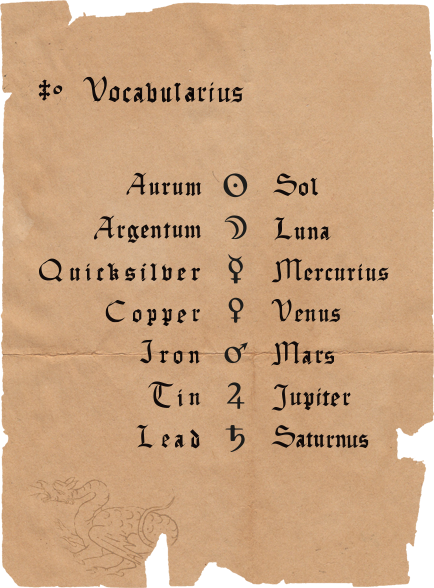 ‡o Vocabularius
Aurum ☉ Sol
Argentum ☽ Luna
Quicksilver ☿ Mercurius
Copper ♀ Venus
Iron ♂ Mars
Tin ♃ Jupiter
Lead ♄ Saturnus